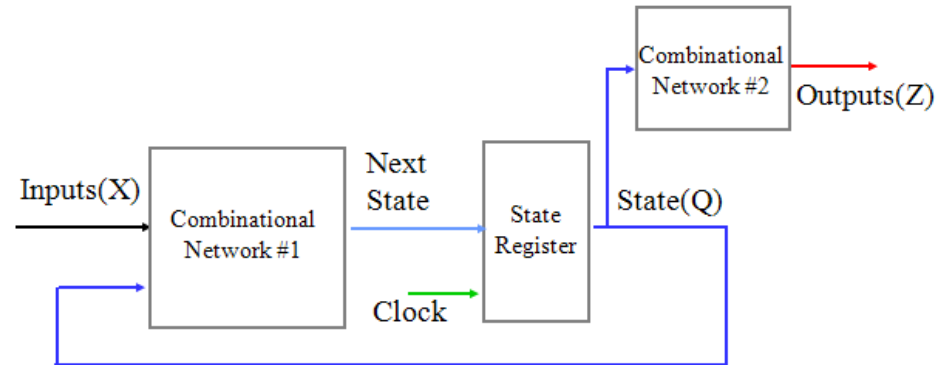 Combinational
Network #2
Outputs(Z)
Inputs(X)
Combinational
Network #1
Next
State
Clock
State
Register
State(Q)